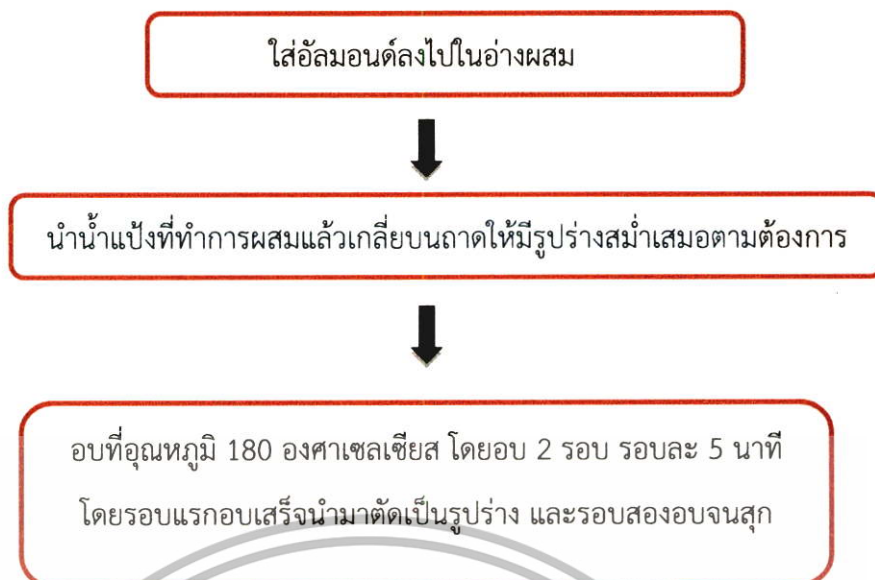 ใส่อัลมอนด์ลงไปในอ่างผสม
นำน้ำแป้งที่ทำการผสมแล้วเกลี่ยบนถาดให้มีรูปร่างสม่ำเสมอตามต้องการ
อบที่อุณหภูมิ 180 องศาเซลเซียส โดยอบ 2 รอบ รอบละ 5 นาที
โดยรอบแรกอบเสร็จนำมาตัดเป็นรูปร่าง และรอบสองอบจนสุก